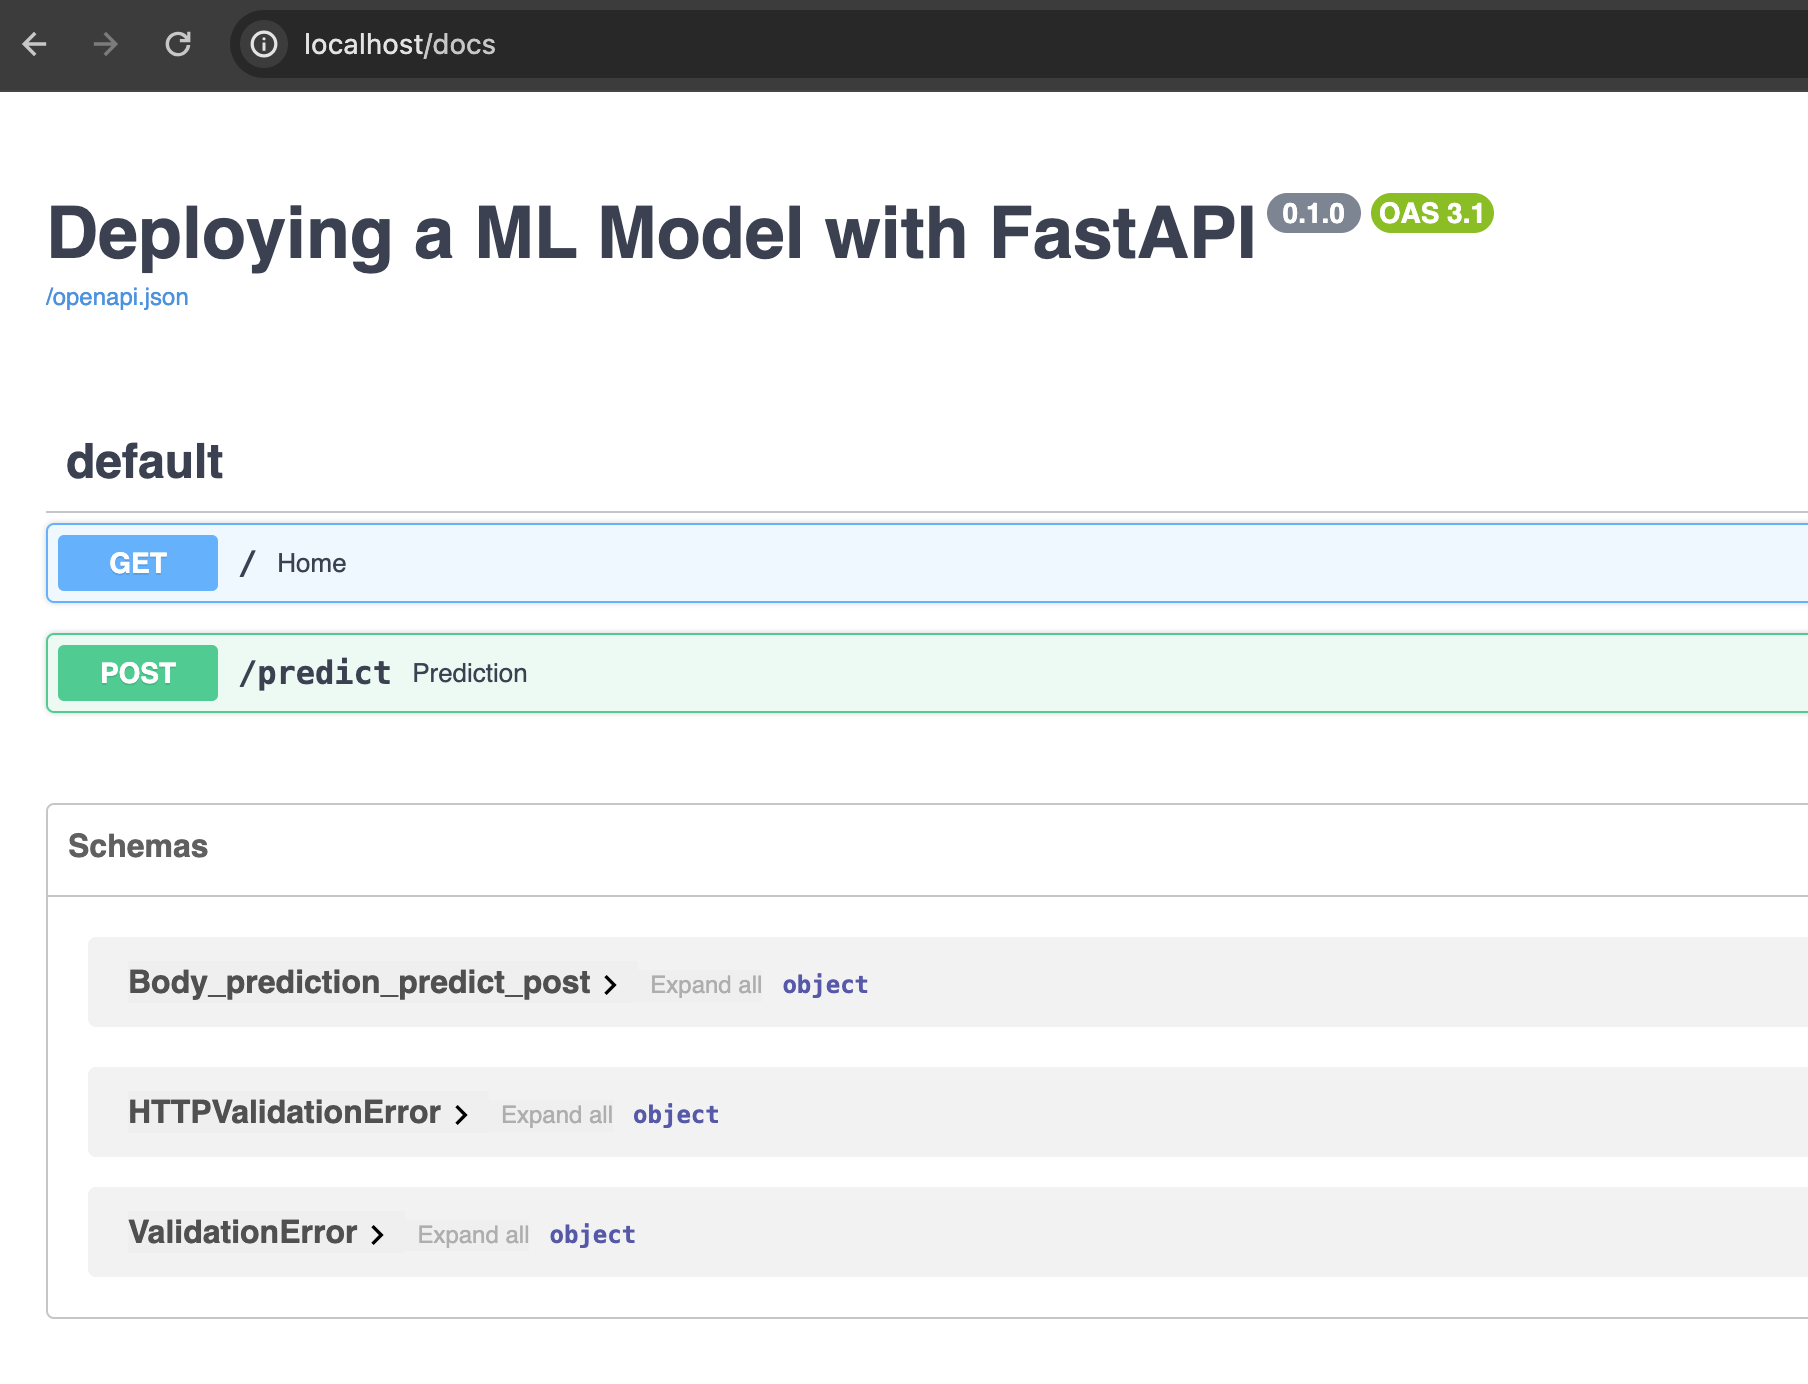 localhost/docs
Deploying a ML Model with FastAPI 0.1.0 OAS 3.1
/openapi.json
default
GET / Home
POST /predict Prediction
Schemas
Body_prediction_predict_post Expand all object
HTTPValidationError Expand all object
ValidationError Expand all object